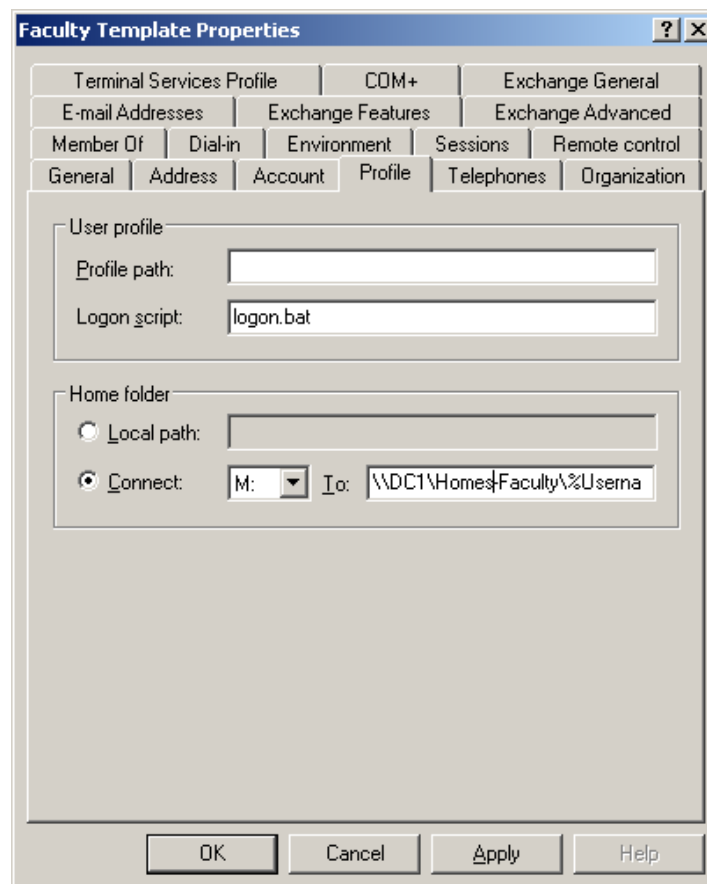 Faculty Template Properties
Terminal Services Profile COM+ Exchange General
E-mail Addresses Exchange Features Exchange Advanced
Member Of Dial-in Environment Sessions Remote control
General Address Account Profile Telephones Organization
User profile
Profile path:
Logon script: logon.bat
Home folder
Local path:
Connect: M: To: \\DC1\Homes-Faculty\%Userna
OK Cancel Apply Help